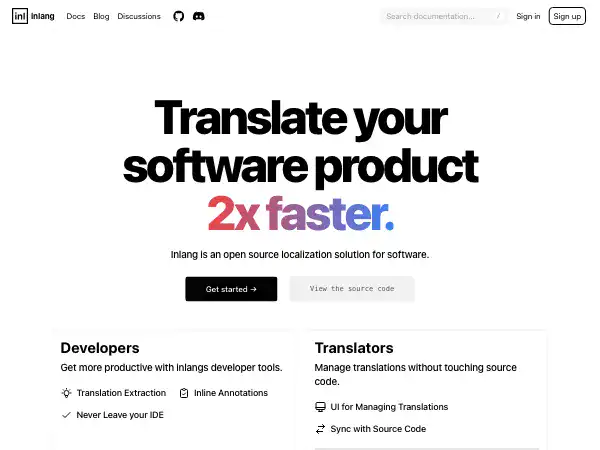 inl inlang Docs Blog Discussions Search documentation... / Sign in Sign up
Translate your
software product
2x faster.
Inlang is an open source localization solution for software.
Get started → View the source code
Developers
Get more productive with inlangs developer tools.
Translation Extraction Inline Annotations
Never Leave your IDE
Translators
Manage translations without touching source
code.
UI for Managing Translations
Sync with Source Code